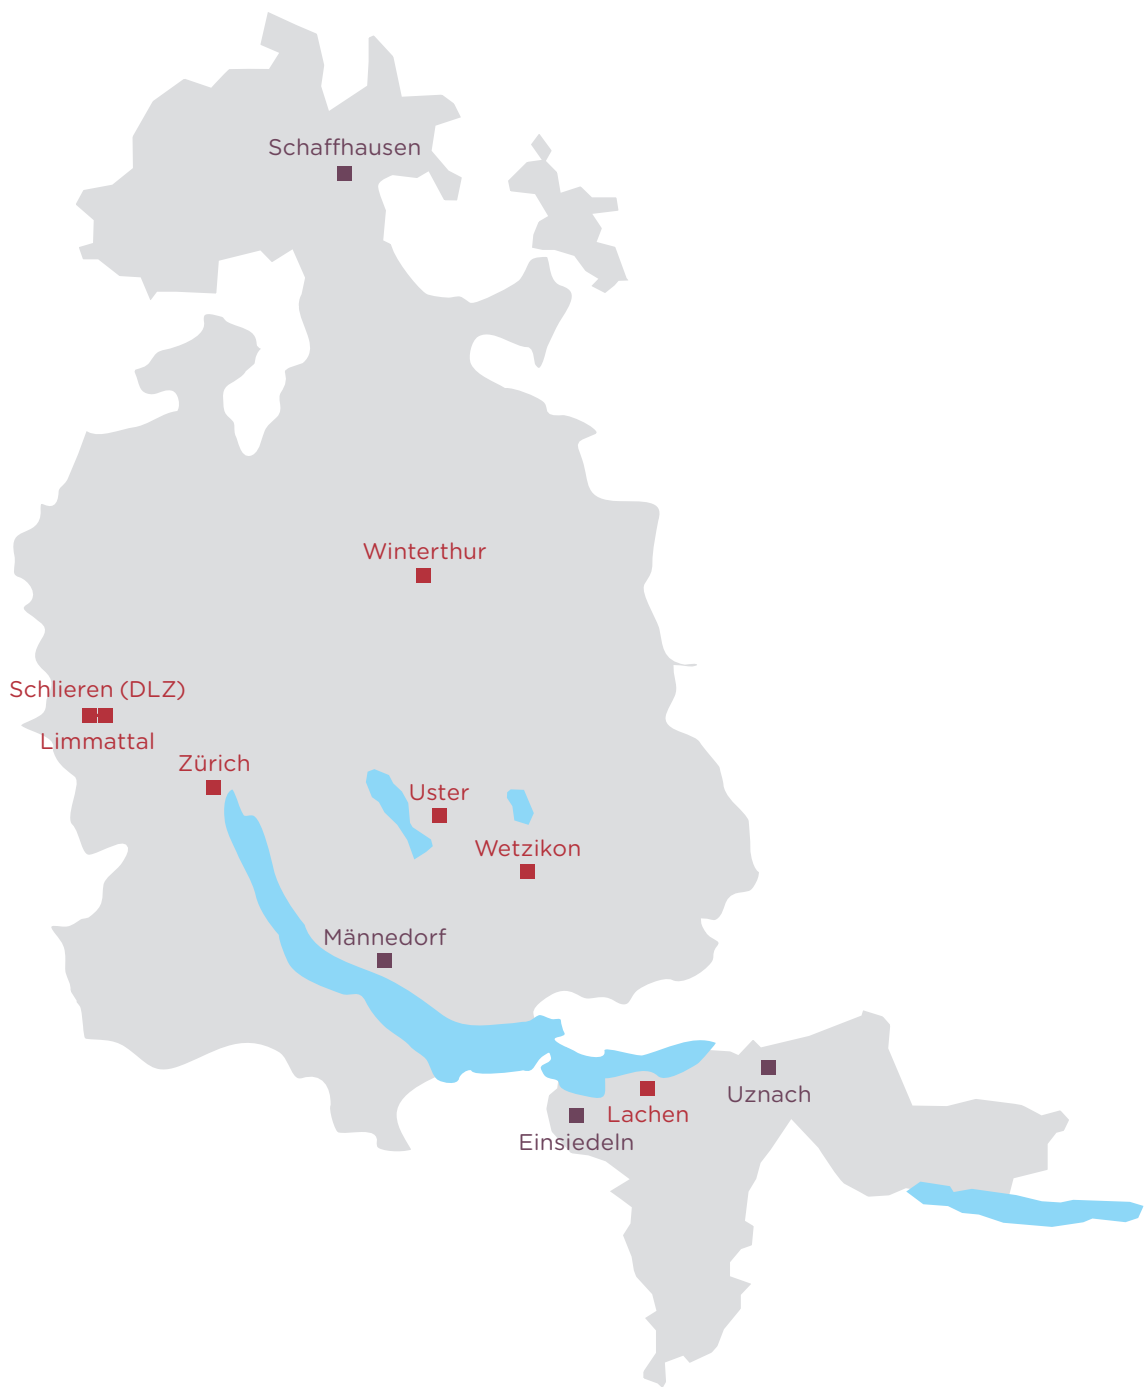 Schaffhausen
Winterthur
Schlieren (DLZ)
Limmattal
Zürich
Uster
Wetzikon
Männedorf
Uznach
Lachen
Einsiedeln